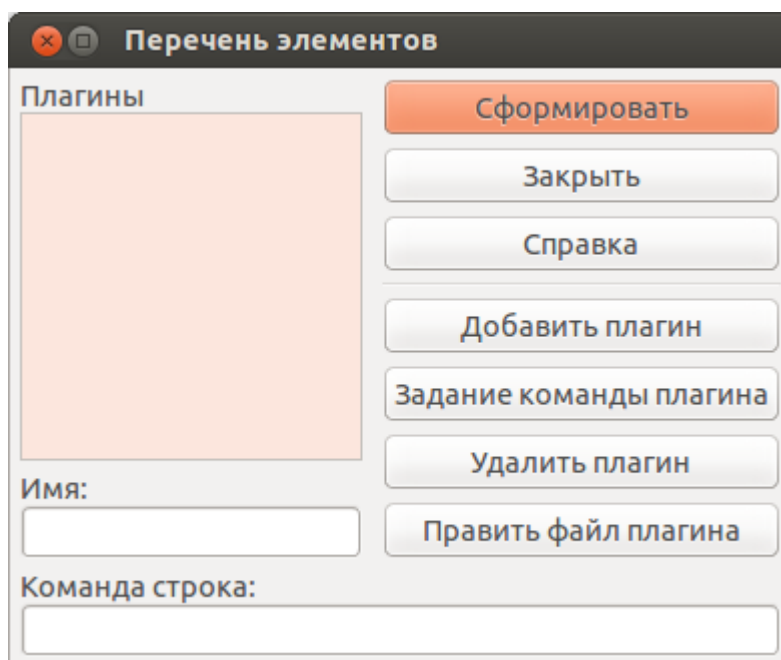 Перечень элементов
Плагины
Сформировать
Закрыть
Справка
Добавить плагин
Задание команды плагина
Удалить плагин
Править файл плагина
Имя:
Команда строка: